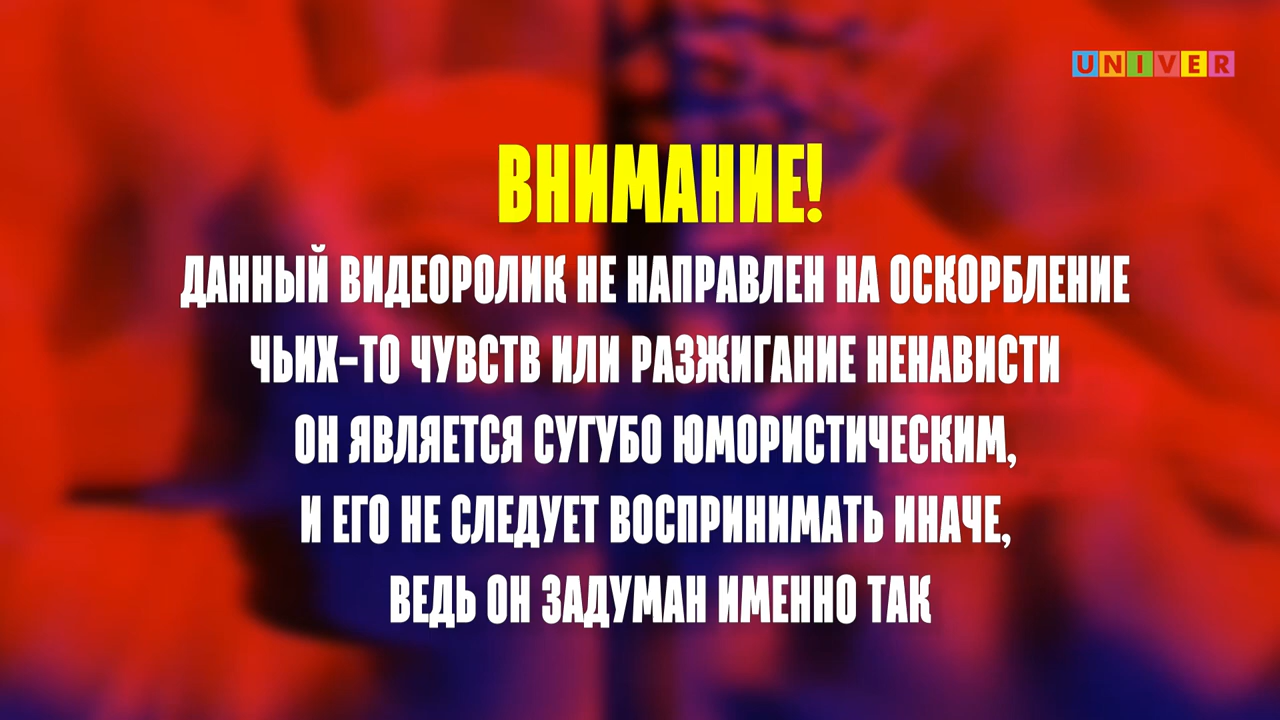 UNIVER
ВНИМАНИЕ!
ДАННЫЙ ВИДЕОРОЛИК НЕ НАПРАВЛЕН НА ОСКОРБЛЕНИЕ
ЧЬИХ-ТО ЧУВСТВ ИЛИ РАЗЖИГАНИЕ НЕНАВИСТИ
ОН ЯВЛЯЕТСЯ СУГУБО ЮМОРИСТИЧЕСКИМ,
И ЕГО НЕ СЛЕДУЕТ ВОСПРИНИМАТЬ ИНАЧЕ,
ВЕДЬ ОН ЗАДУМАН ИМЕННО ТАК